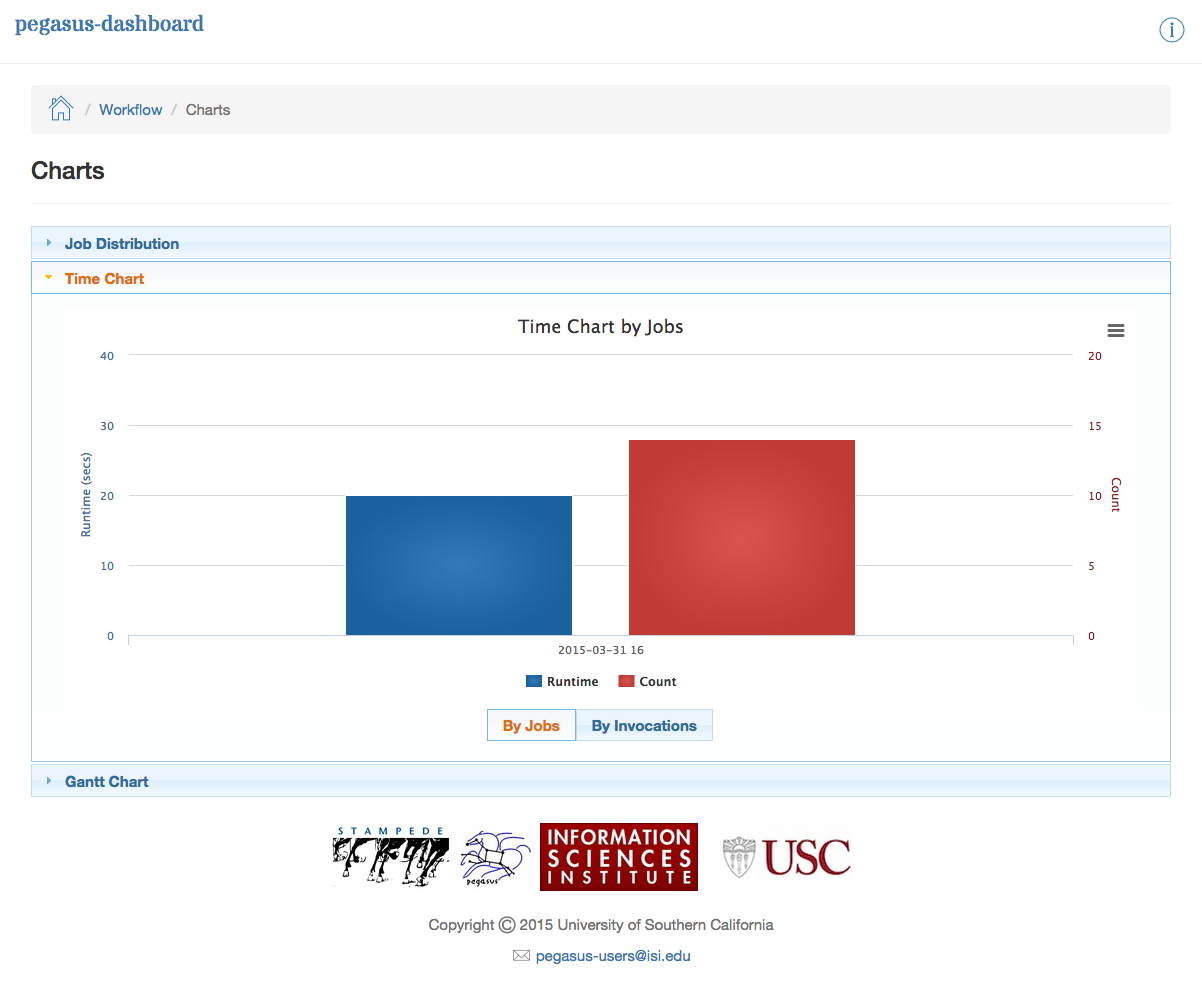 pegasus-dashboard
i
/ Workflow / Charts
Charts
Job Distribution
Time Chart
Time Chart by Jobs
40
30
20
10
0
Runtime (secs)
20
15
10
5
0
Count
2015-03-31 16
Runtime Count
By Jobs By Invocations
Gantt Chart
STAMPEDE
pegasus
INFORMATION
SCIENCES
INSTITUTE
USC
Copyright © 2015 University of Southern California
pegasus-users@isi.edu